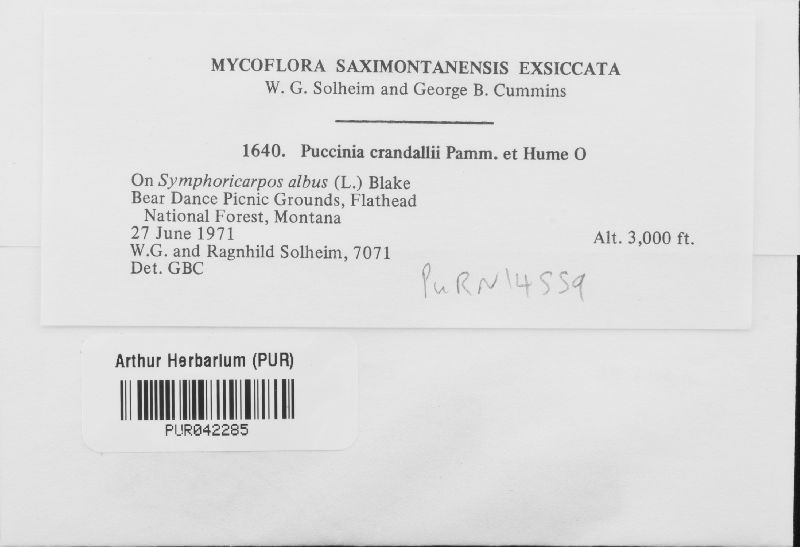 MYCOFLORA SAXIMONTANENSIS EXSICCATA
W. G. Solheim and George B. Cummins
1640. Puccinia crandallii Pamm. et Hume O
On Symphoricarpos albus (L.) Blake
Bear Dance Picnic Grounds, Flathead
National Forest, Montana
27 June 1971
Alt. 3,000 ft.
W.G. and Ragnhild Solheim, 7071
Det. GBC
PuRN14559
Arthur Herbarium (PUR)
PUR042285